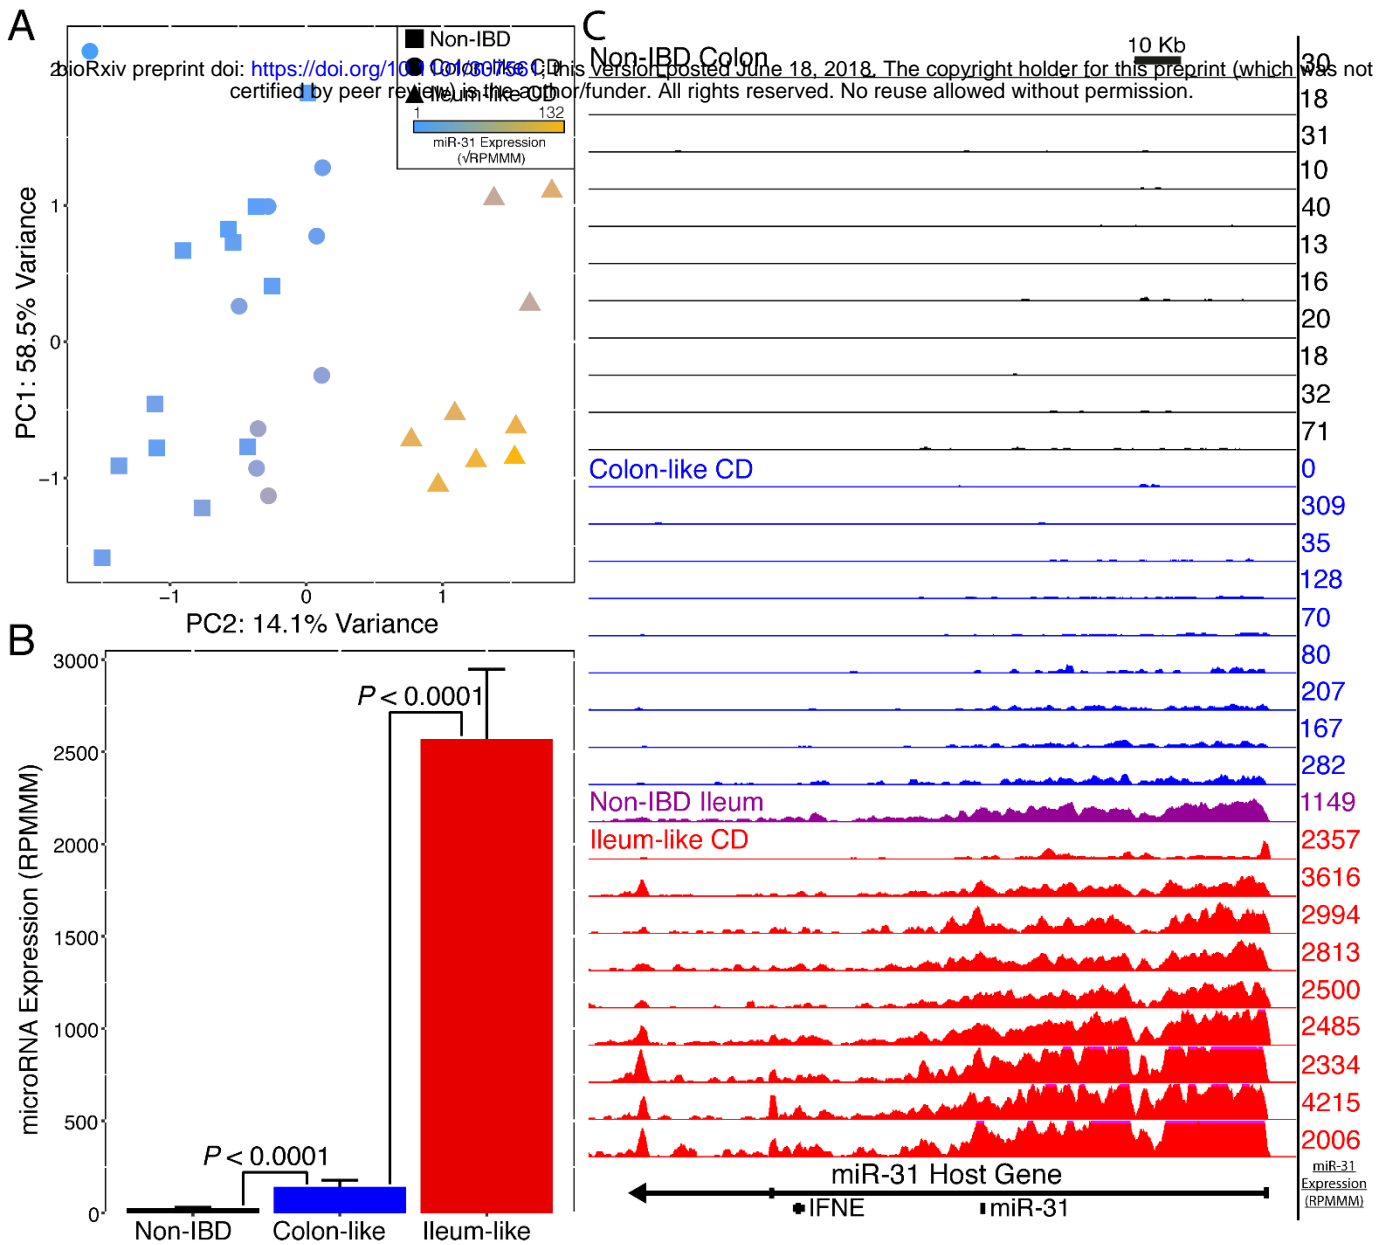 A
Non-IBD
Colon-like CD
Ileum-like CD
1 132
miR-31 Expression
(√RPMMM)
bioRxiv preprint doi: https://doi.org/10.1101/307561; this version posted June 18, 2018. The copyright holder for this preprint (which was not
certified by peer review) is the author/funder. All rights reserved. No reuse allowed without permission.
2
1
0
−1
PC1: 58.5% Variance
−1 0 1
PC2: 14.1% Variance
B
3000
2500
2000
1500
1000
500
0
microRNA Expression (RPMMM)
P < 0.0001
P < 0.0001
Non-IBD Colon-like Ileum-like
C
10 Kb
Non-IBD Colon
30
18
31
10
40
13
16
20
18
32
71
Colon-like CD 0
309
35
128
70
80
207
167
282
Non-IBD Ileum 1149
Ileum-like CD 2357
3616
2994
2813
2500
2485
2334
4215
2006
miR-31
Expression
(RPMMM)
miR-31 Host Gene
IFNE miR-31